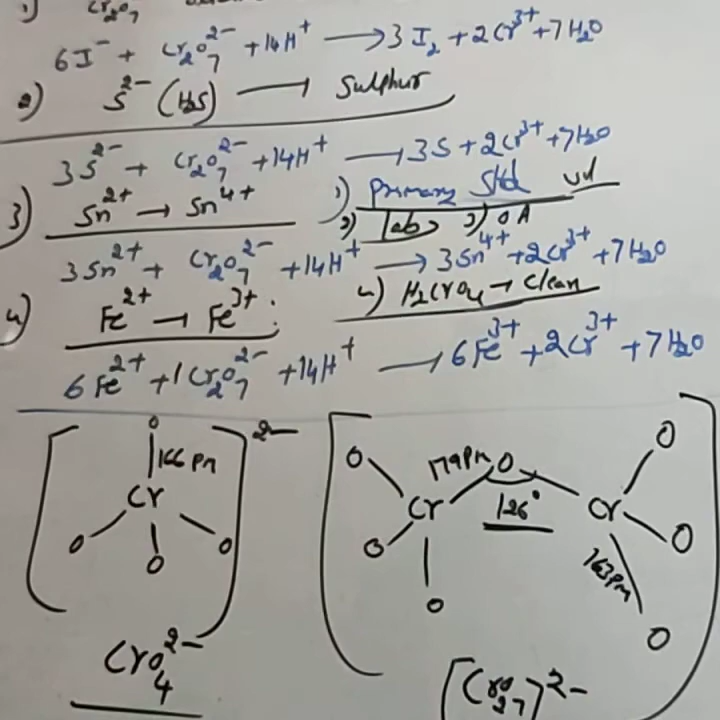 1) Cr₂O₇
6I⁻ + Cr₂O₇²⁻ + 14H⁺ ⟶ 3I₂ + 2Cr³⁺ + 7H₂O
2) S²⁻ (H₂S) ⟶ Sulphur
3S²⁻ + Cr₂O₇²⁻ + 14H⁺ ⟶ 3S + 2Cr³⁺ + 7H₂O
3) Sn²⁺ → Sn⁴⁺
1) Primary Std
2) Labs 3) OA
3Sn²⁺ + Cr₂O₇²⁻ + 14H⁺ ⟶ 3Sn⁴⁺ + 2Cr³⁺ + 7H₂O
4) Fe²⁺ → Fe³⁺:
4) H₂CrO₄ → Clean
6Fe²⁺ + 1Cr₂O₇²⁻ + 14H⁺ ⟶ 6Fe³⁺ + 2Cr³⁺ + 7H₂O
O
2-
166 pm
Cr
O O O
CrO₄²⁻
O 179 pm O O
Cr 126° Cr
O O
163 pm
O O
[Cr₂O₇]²⁻